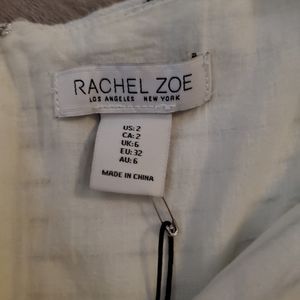 RACHEL ZOE
LOS ANGELES NEW YORK
US: 2
CA: 2
UK: 6
EU: 32
AU: 6
MADE IN CHINA